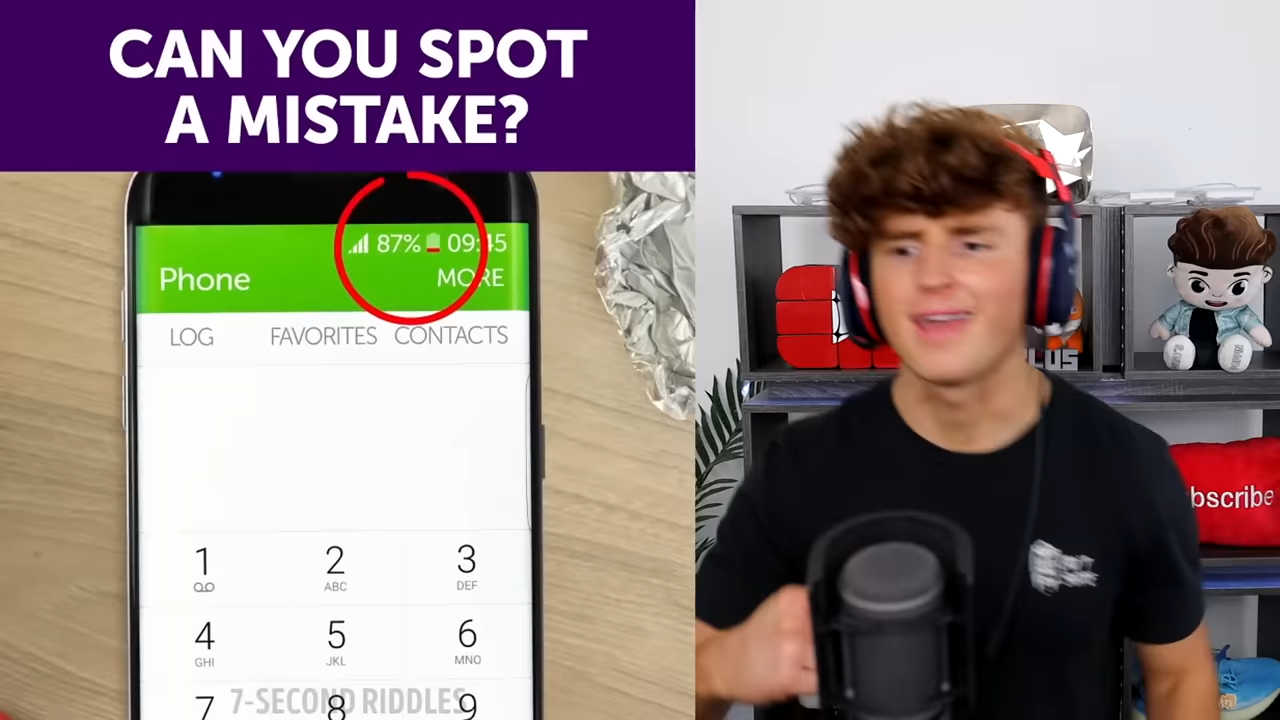 CAN YOU SPOT
A MISTAKE?
87% 09:45
Phone
MORE
LOG FAVORITES CONTACTS
1 2 3
ABC DEF
4 5 6
GHI JKL MNO
7 8 9
7-SECOND RIDDLES
PLUS
bscribe